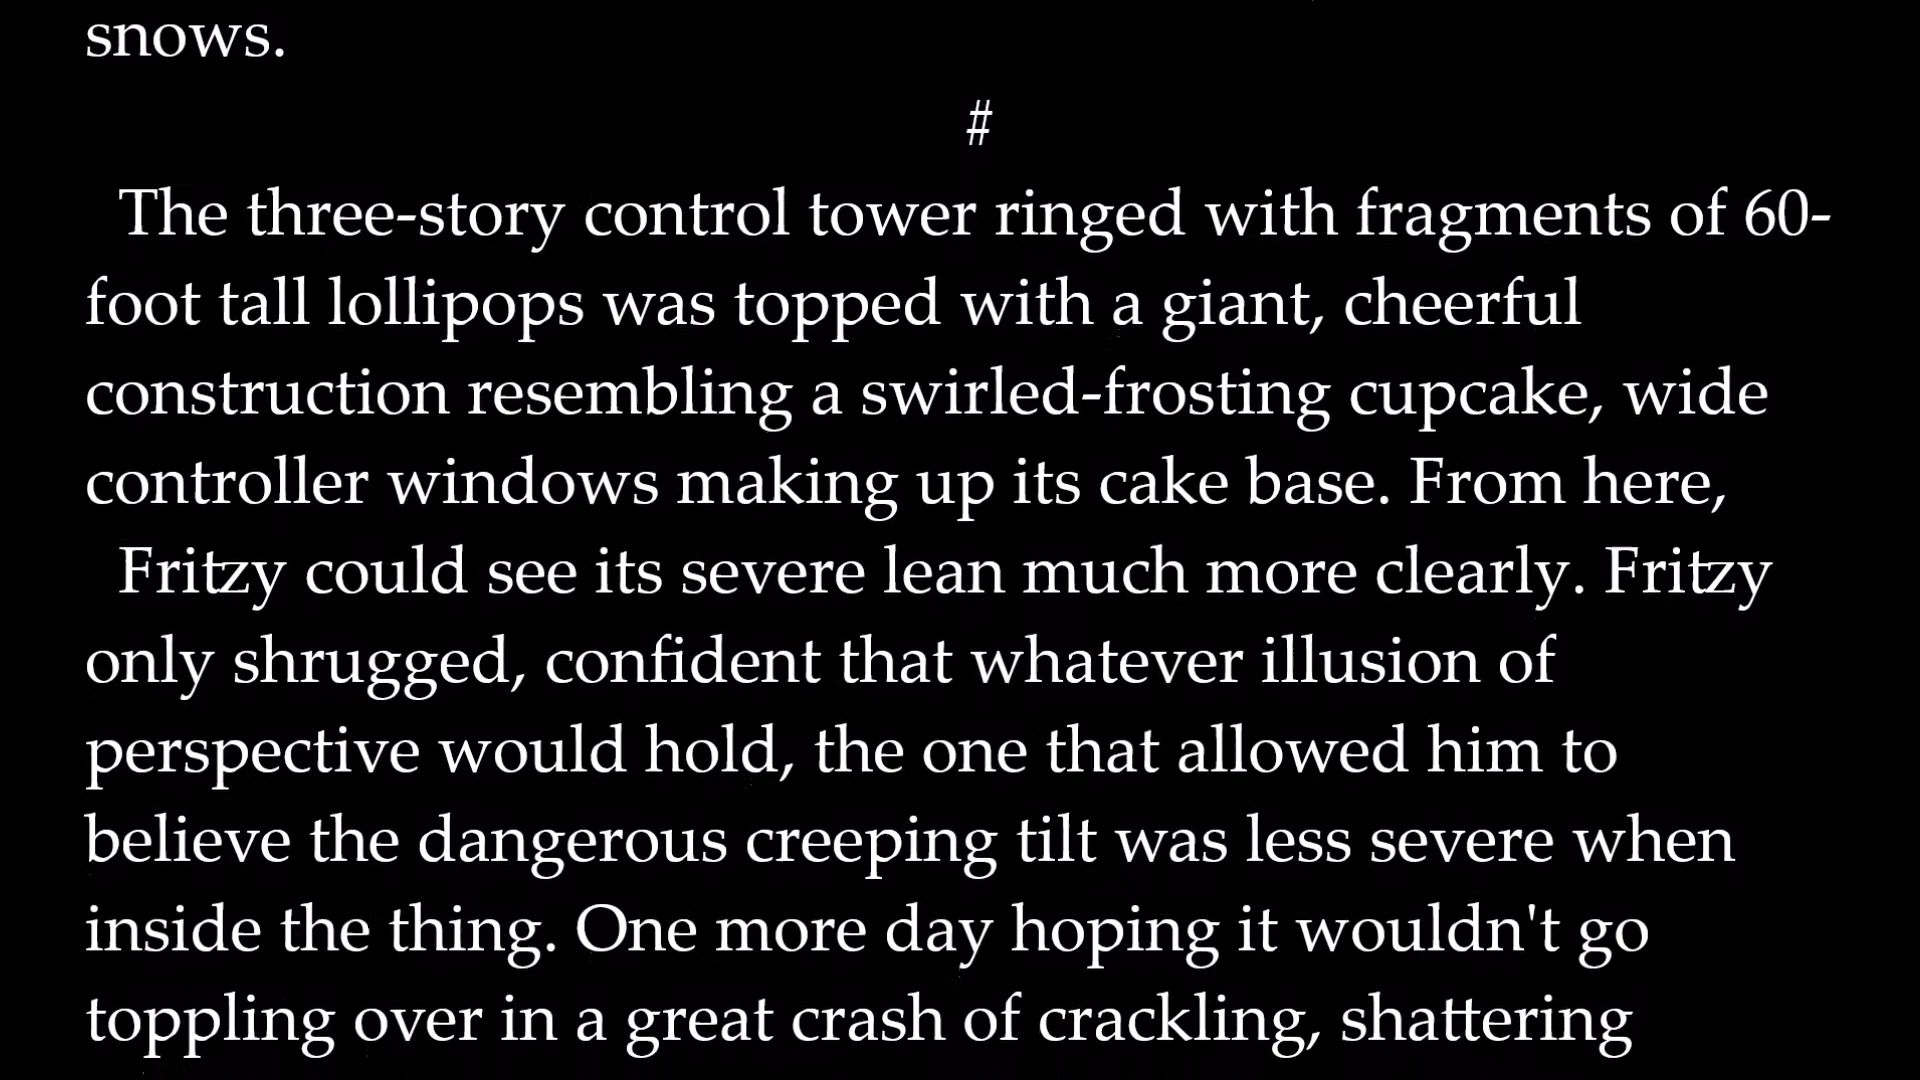 snows.
#
The three-story control tower ringed with fragments of 60-
foot tall lollipops was topped with a giant, cheerful
construction resembling a swirled-frosting cupcake, wide
controller windows making up its cake base. From here,
Fritzy could see its severe lean much more clearly. Fritzy
only shrugged, confident that whatever illusion of
perspective would hold, the one that allowed him to
believe the dangerous creeping tilt was less severe when
inside the thing. One more day hoping it wouldn't go
toppling over in a great crash of crackling, shattering